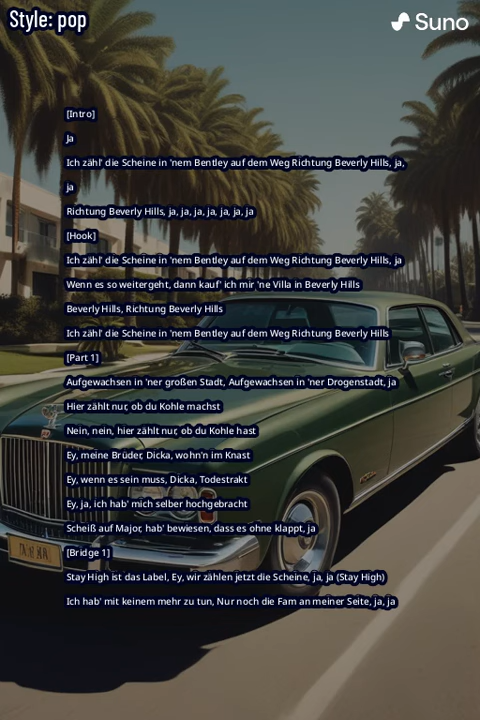 Style: pop
Suno
[Intro]
Ja
Ich zähl' die Scheine in 'nem Bentley auf dem Weg Richtung Beverly Hills, ja,
ja
Richtung Beverly Hills, ja, ja, ja, ja, ja, ja, ja
[Hook]
Ich zähl' die Scheine in 'nem Bentley auf dem Weg Richtung Beverly Hills, ja
Wenn es so weitergeht, dann kauf' ich mir 'ne Villa in Beverly Hills
Beverly Hills, Richtung Beverly Hills
Ich zähl' die Scheine in 'nem Bentley auf dem Weg Richtung Beverly Hills
[Part 1]
Aufgewachsen in 'ner großen Stadt, Aufgewachsen in 'ner Drogenstadt, ja
Hier zählt nur, ob du Kohle machst
Nein, nein, hier zählt nur, ob du Kohle hast
Ey, meine Brüder, Dicka, wohn'n im Knast
Ey, wenn es sein muss, Dicka, Todestrakt
Ey, ja, ich hab' mich selber hochgebracht
Scheiß auf Major, hab' bewiesen, dass es ohne klappt, ja
[Bridge 1]
Stay High ist das Label, Ey, wir zählen jetzt die Scheine, ja, ja (Stay High)
Ich hab' mit keinem mehr zu tun, Nur noch die Fam an meiner Seite, ja, ja